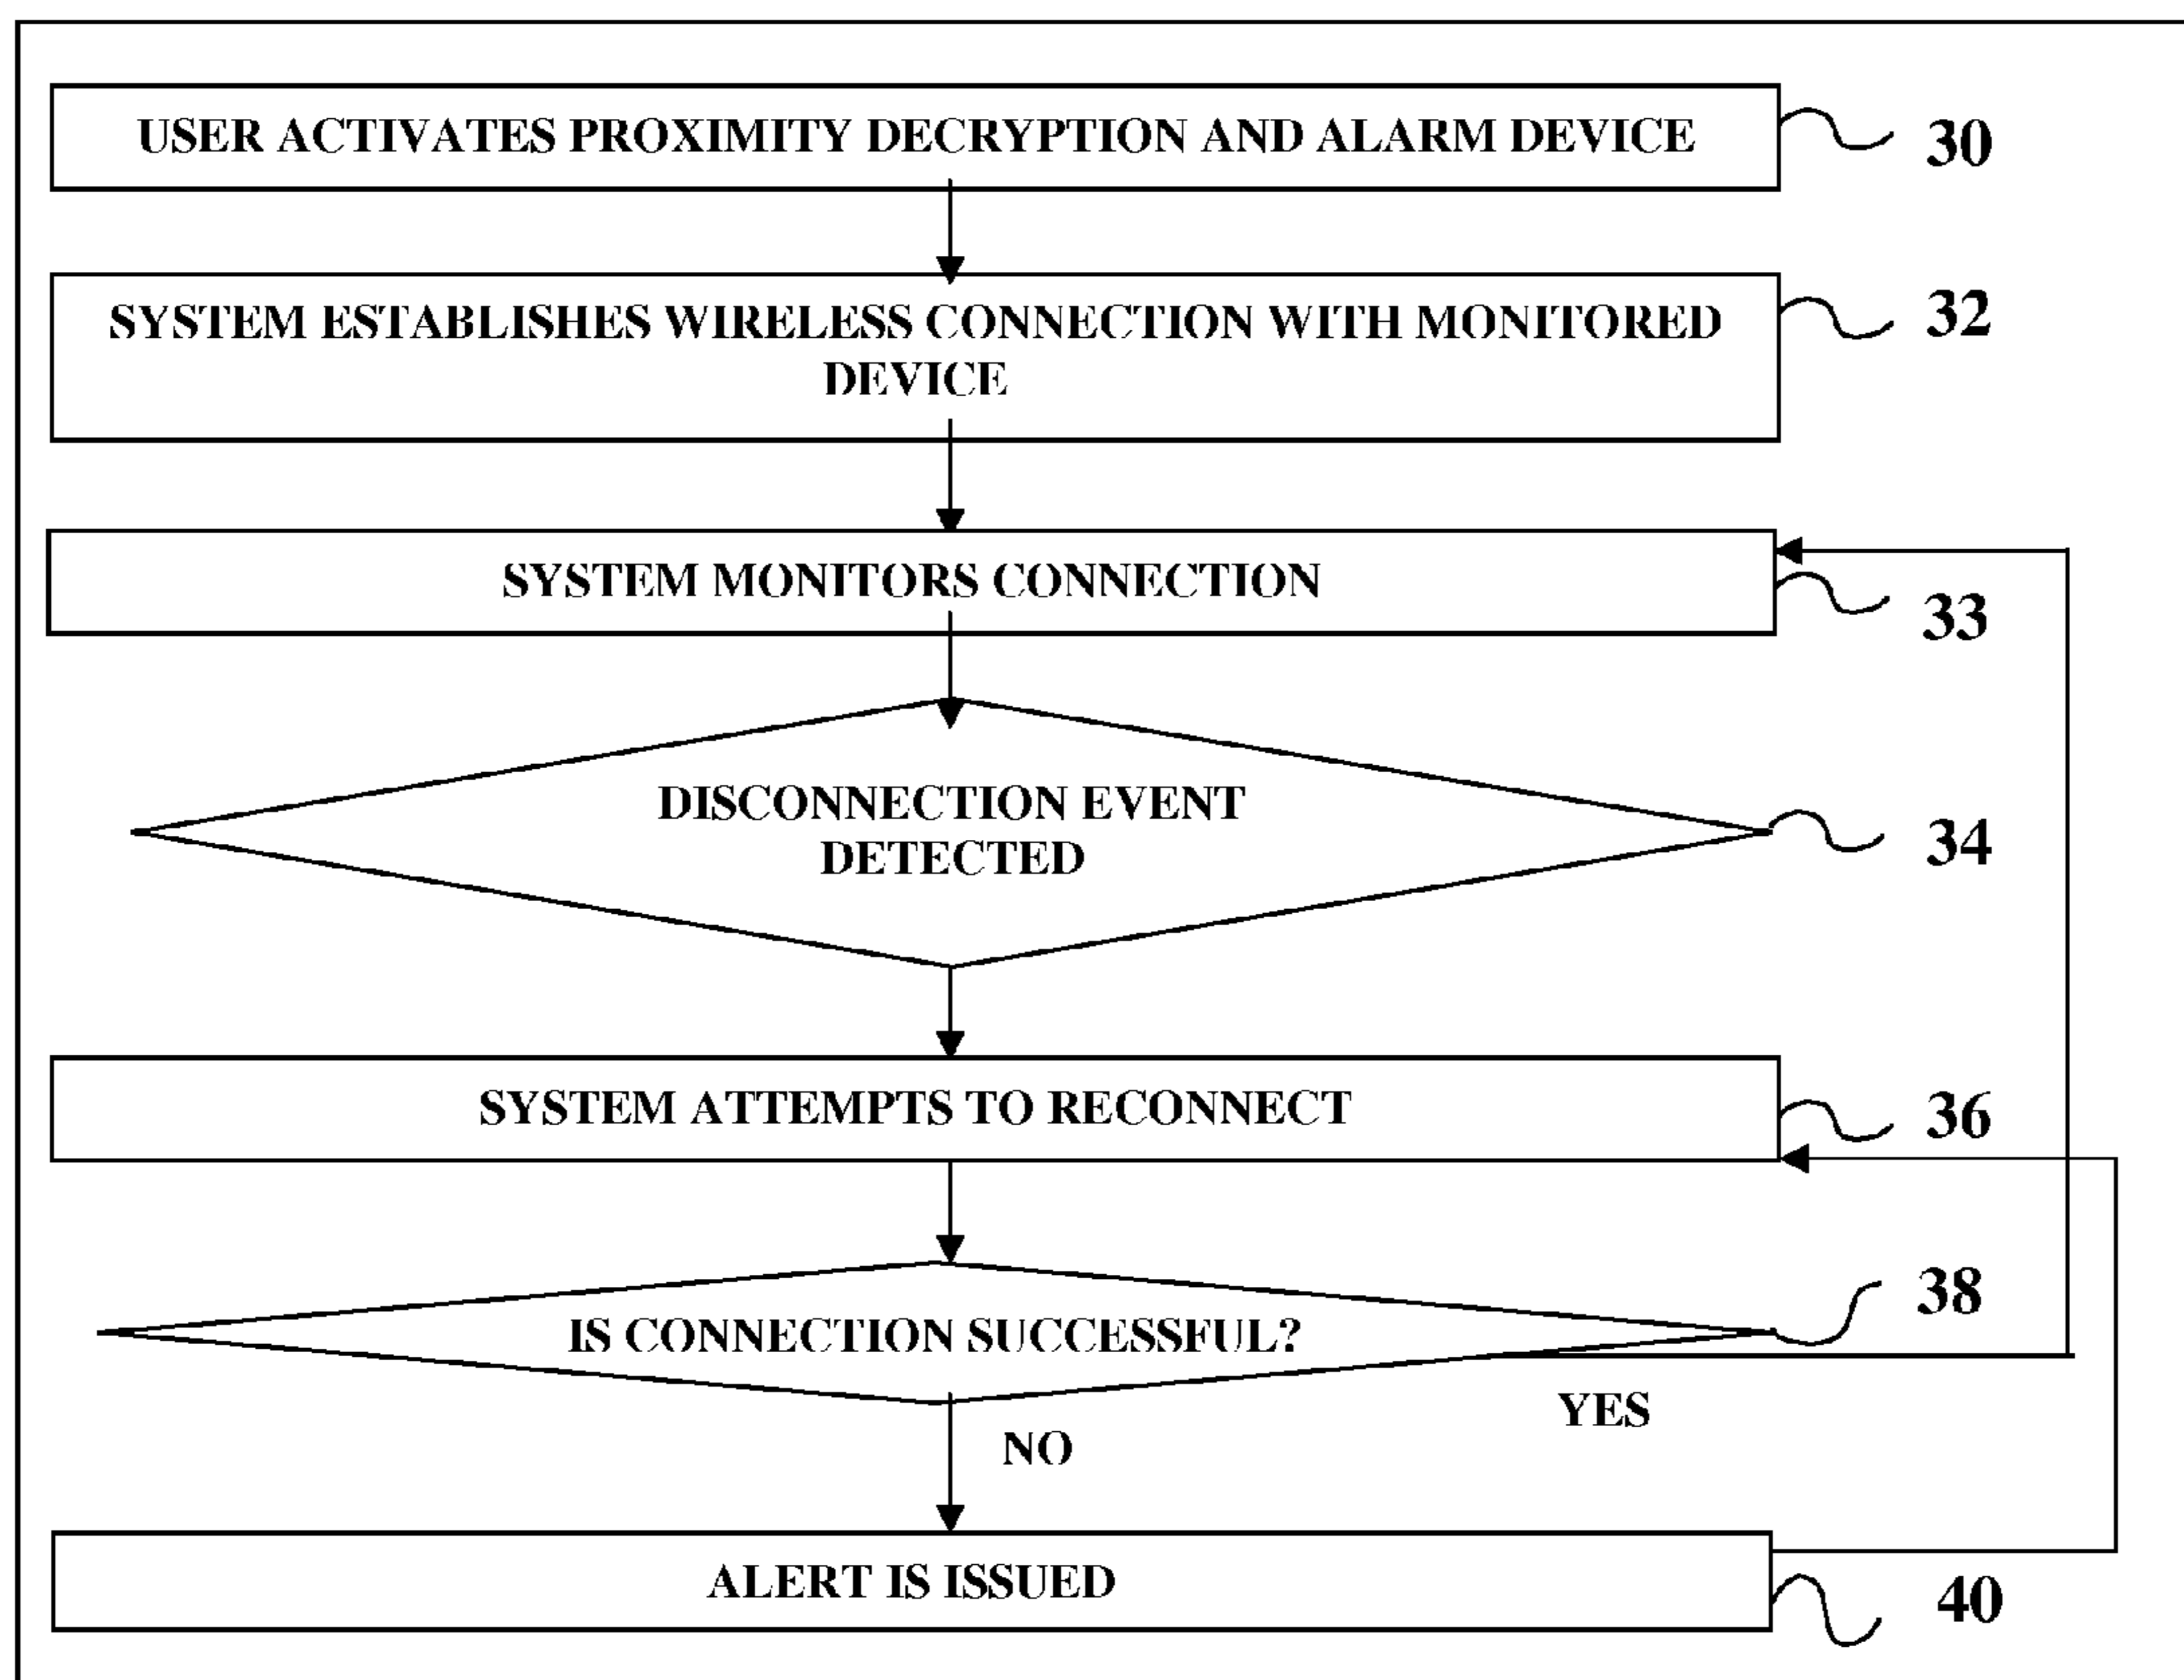 USER ACTIVATES PROXIMITY DECRYPTION AND ALARM DEVICE
30
SYSTEM ESTABLISHES WIRELESS CONNECTION WITH MONITORED
DEVICE
32
SYSTEM MONITORS CONNECTION
33
DISCONNECTION EVENT
DETECTED
34
SYSTEM ATTEMPTS TO RECONNECT
36
IS CONNECTION SUCCESSFUL?
38
YES
NO
ALERT IS ISSUED
40